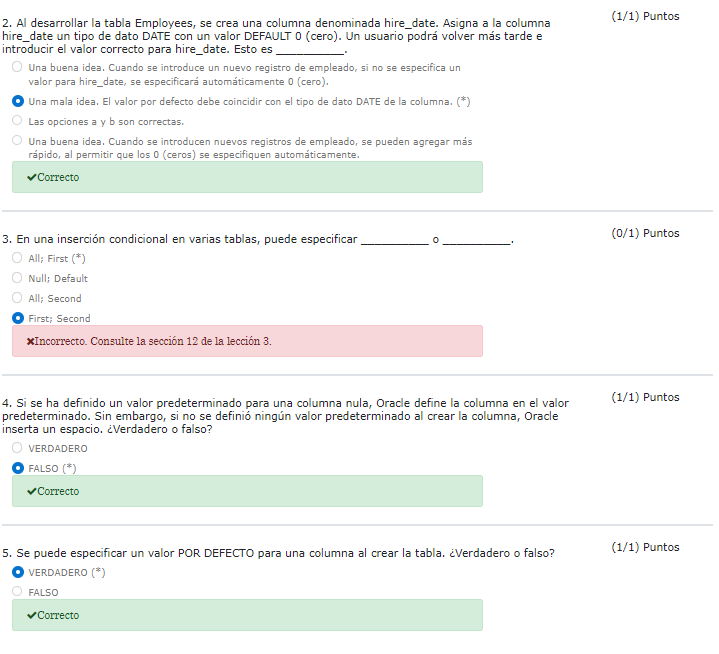 2. Al desarrollar la tabla Employees, se crea una columna denominada hire_date. Asigna a la columna
(1/1) Puntos
hire_date un tipo de dato DATE con un valor DEFAULT 0 (cero). Un usuario podrá volver más tarde e
introducir el valor correcto para hire_date. Esto es __________.
Una buena idea. Cuando se introduce un nuevo registro de empleado, si no se especifica un
valor para hire_date, se especificará automáticamente 0 (cero).
Una mala idea. El valor por defecto debe coincidir con el tipo de dato DATE de la columna. (*)
Las opciones a y b son correctas.
Una buena idea. Cuando se introducen nuevos registros de empleado, se pueden agregar más
rápido, al permitir que los 0 (ceros) se especifiquen automáticamente.
✔Correcto
3. En una inserción condicional en varias tablas, puede especificar __________ o __________.
(0/1) Puntos
All; First (*)
Null; Default
All; Second
First; Second
✖Incorrecto. Consulte la sección 12 de la lección 3.
4. Si se ha definido un valor predeterminado para una columna nula, Oracle define la columna en el valor
(1/1) Puntos
predeterminado. Sin embargo, si no se definió ningún valor predeterminado al crear la columna, Oracle
inserta un espacio. ¿Verdadero o falso?
VERDADERO
FALSO (*)
✔Correcto
5. Se puede especificar un valor POR DEFECTO para una columna al crear la tabla. ¿Verdadero o falso?
(1/1) Puntos
VERDADERO (*)
FALSO
✔Correcto